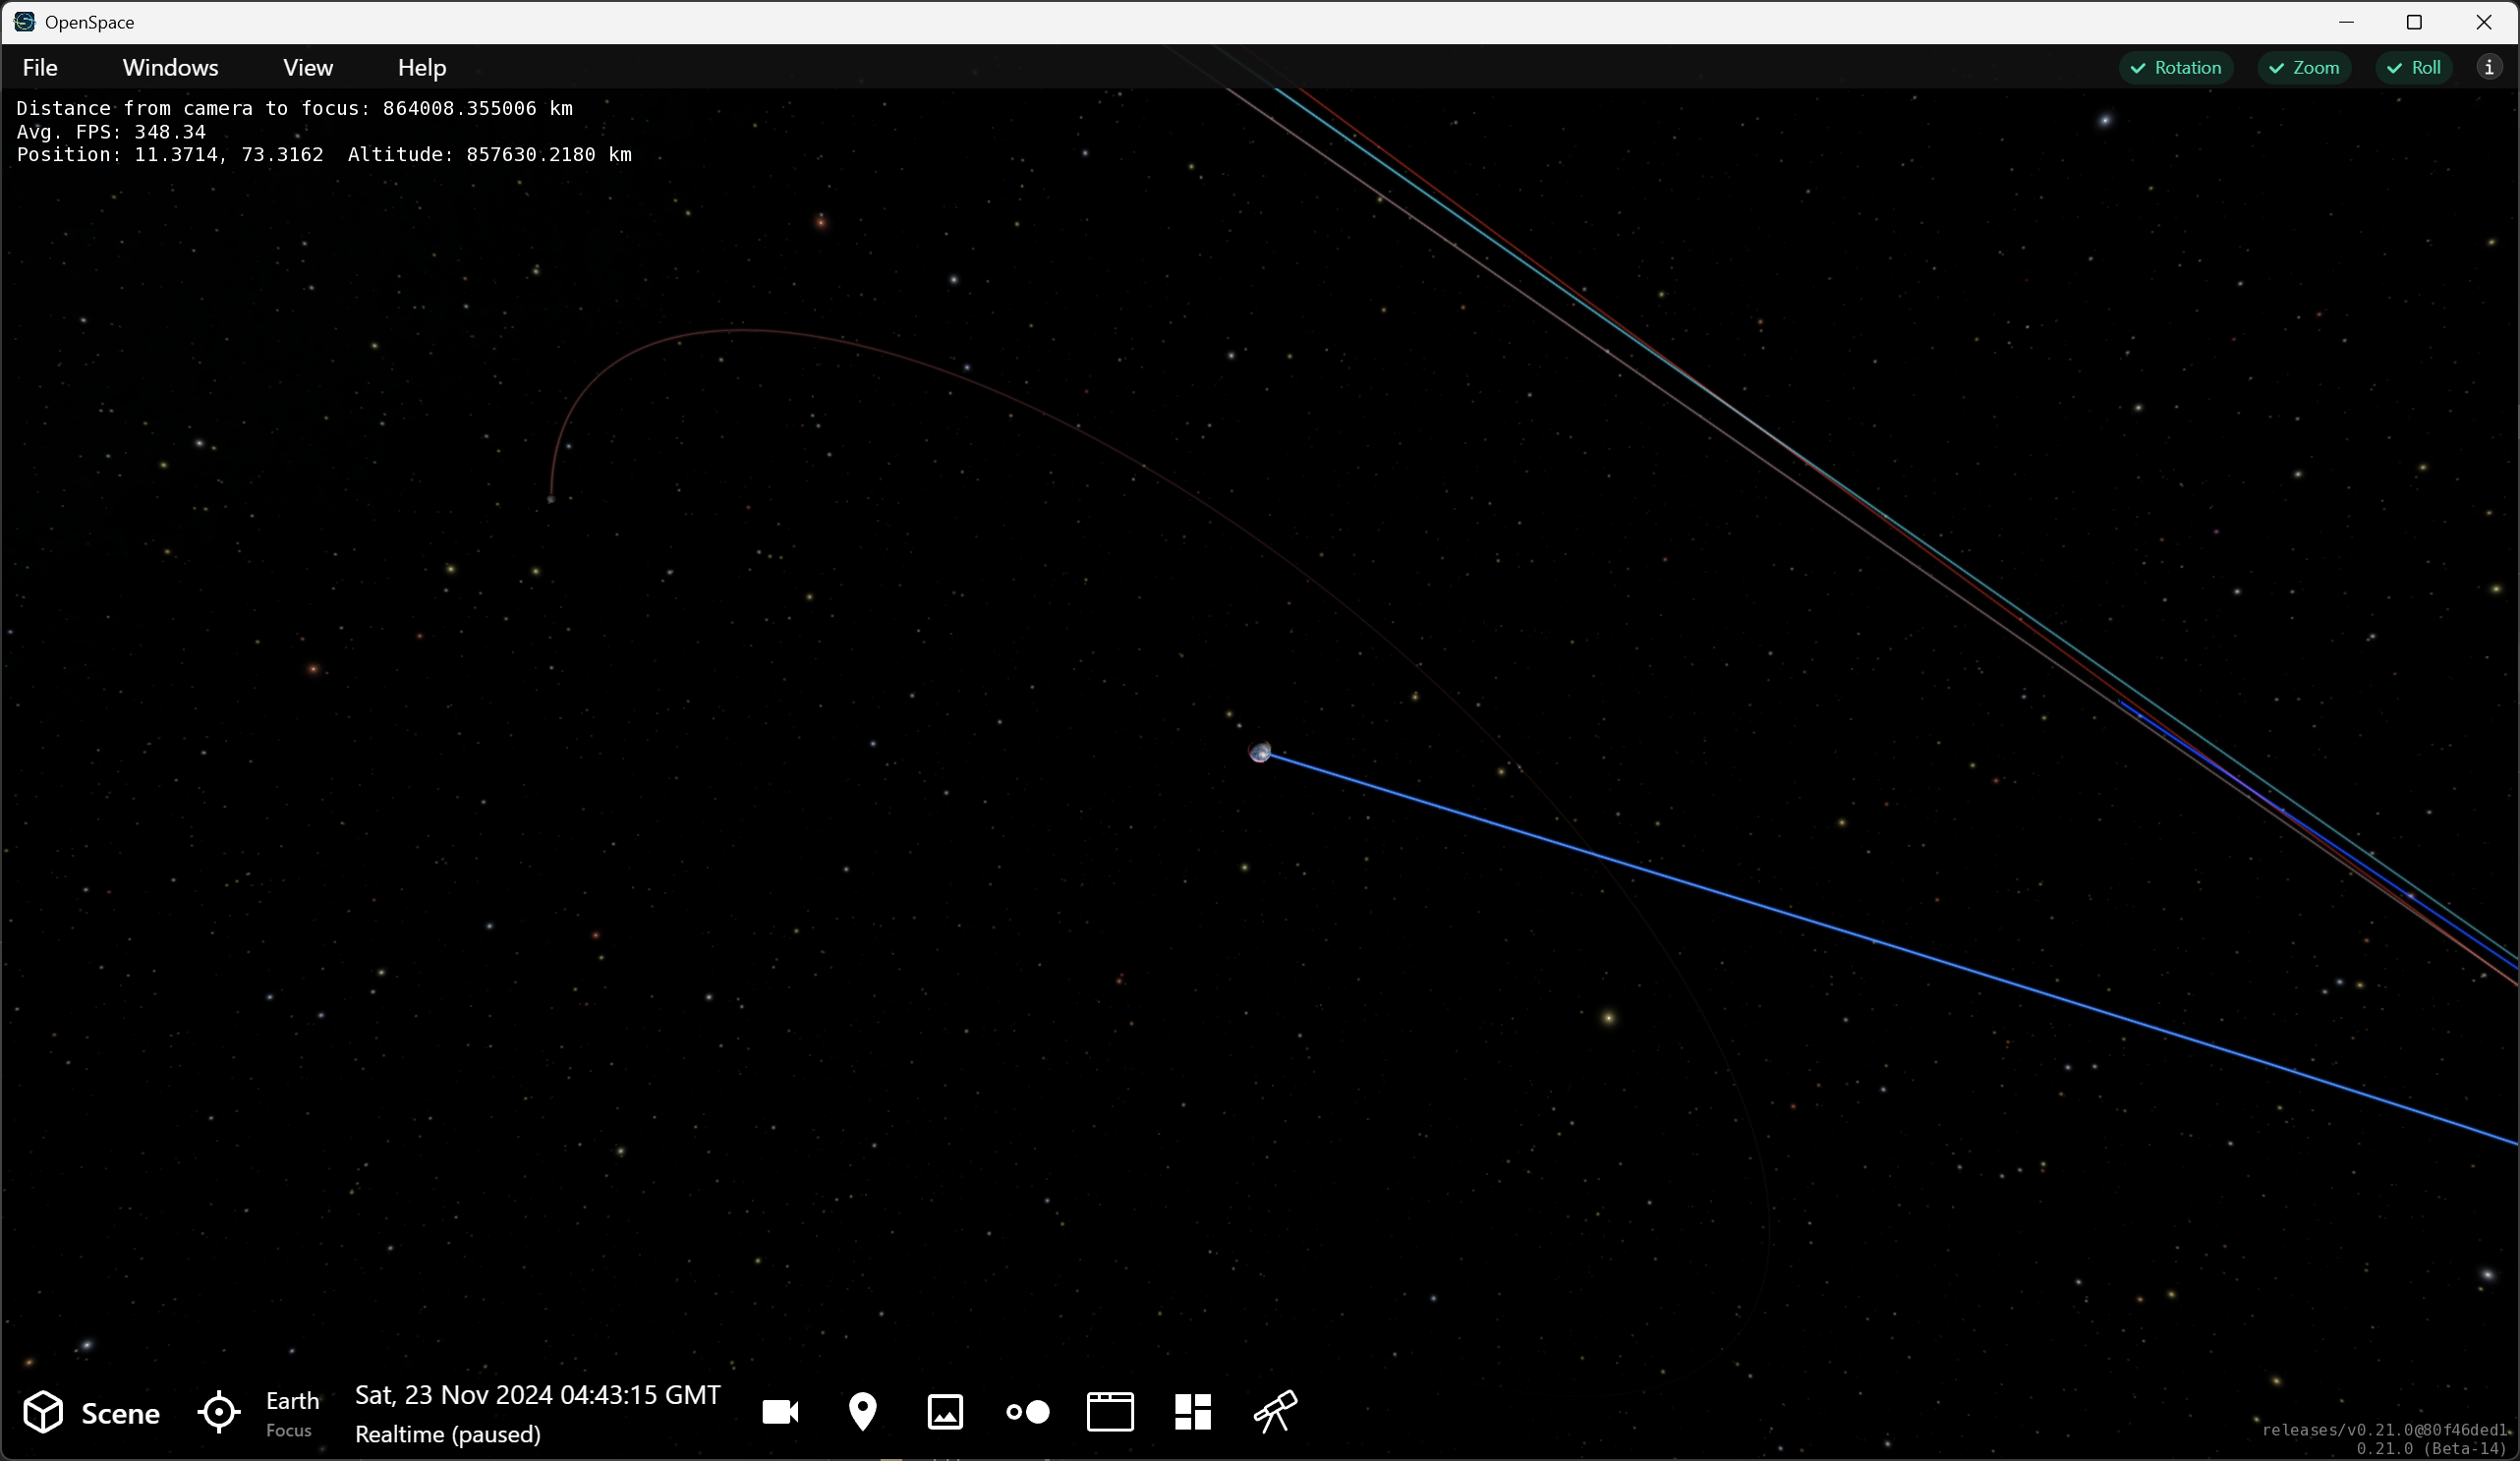 OpenSpace
File Windows View Help Rotation Zoom Roll
Distance from camera to focus: 864008.355006 km
Avg. FPS: 348.34
Position: 11.3714, 73.3162 Altitude: 857630.2180 km
Scene
Earth
Focus
Sat, 23 Nov 2024 04:43:15 GMT
Realtime (paused)
releases/v0.21.0@80f46ded1
0.21.0 (Beta-14)